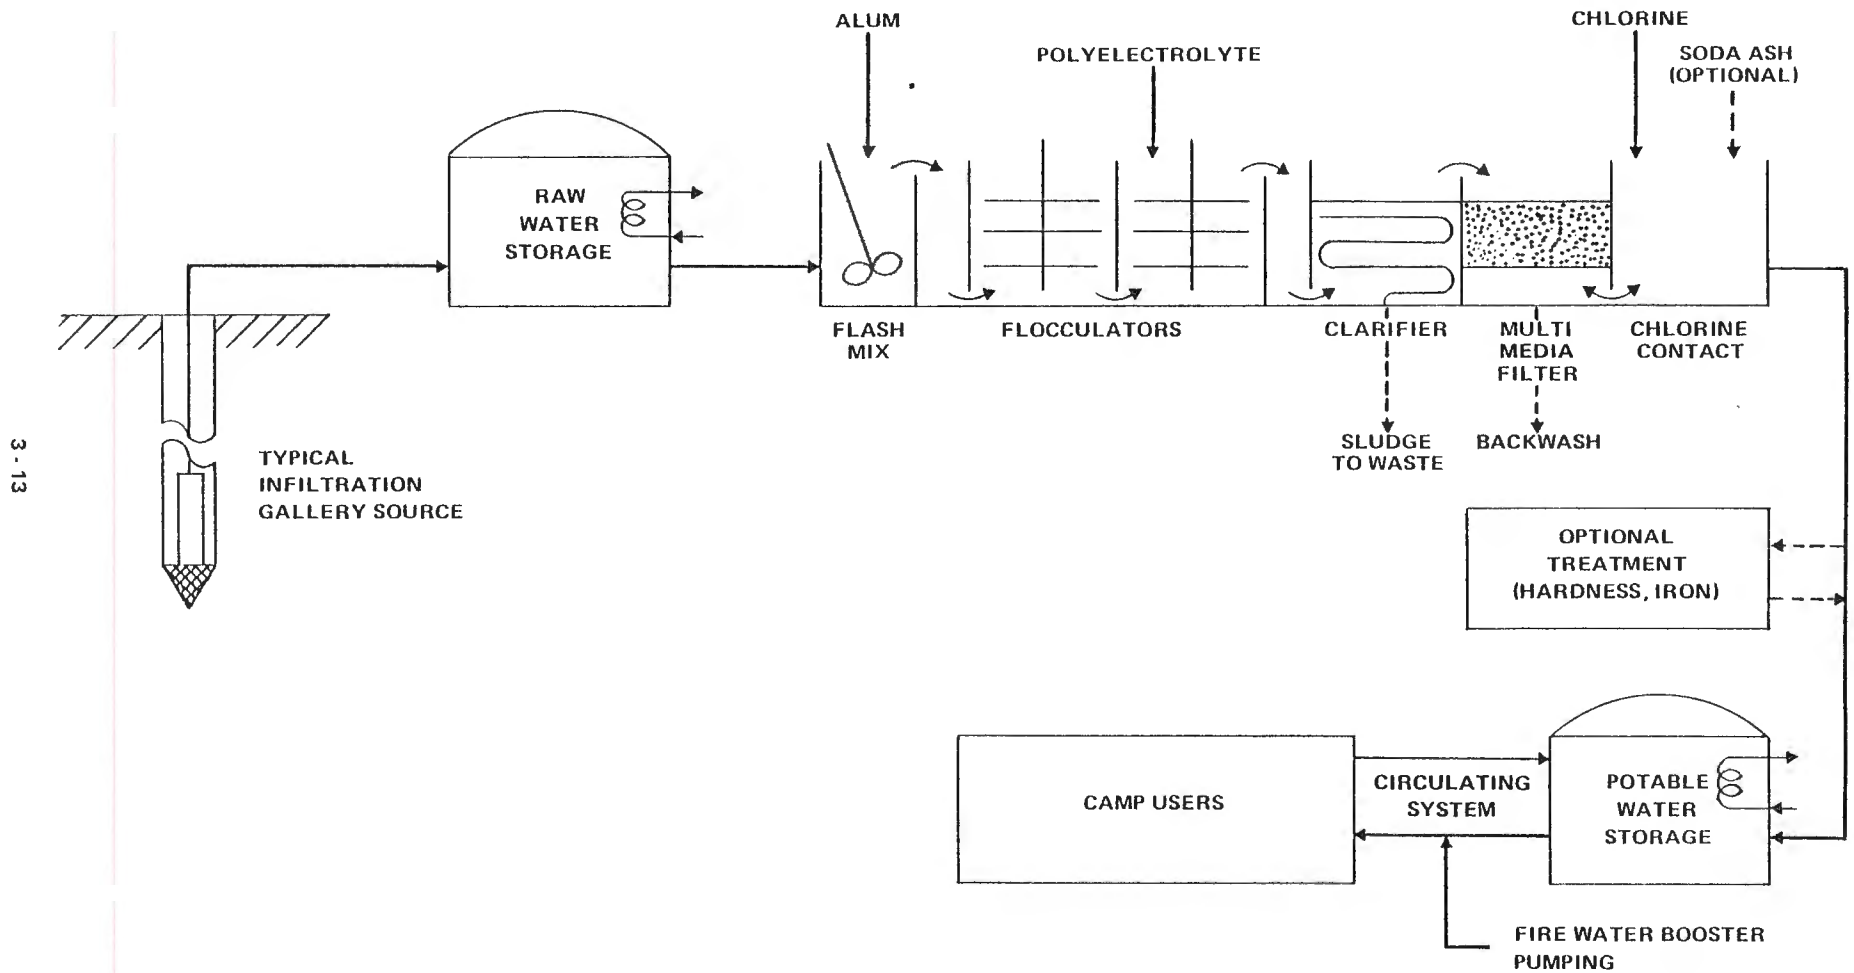 ALUM
POLYELECTROLYTE
CHLORINE
SODA ASH
(OPTIONAL)
RAW
WATER
STORAGE
FLASH
MIX
FLOCCULATORS
CLARIFIER
MULTI
MEDIA
FILTER
CHLORINE
CONTACT
SLUDGE
TO WASTE
BACKWASH
TYPICAL
INFILTRATION
GALLERY SOURCE
OPTIONAL
TREATMENT
(HARDNESS, IRON)
CAMP USERS
CIRCULATING
SYSTEM
POTABLE
WATER
STORAGE
FIRE WATER BOOSTER
PUMPING
3 - 13